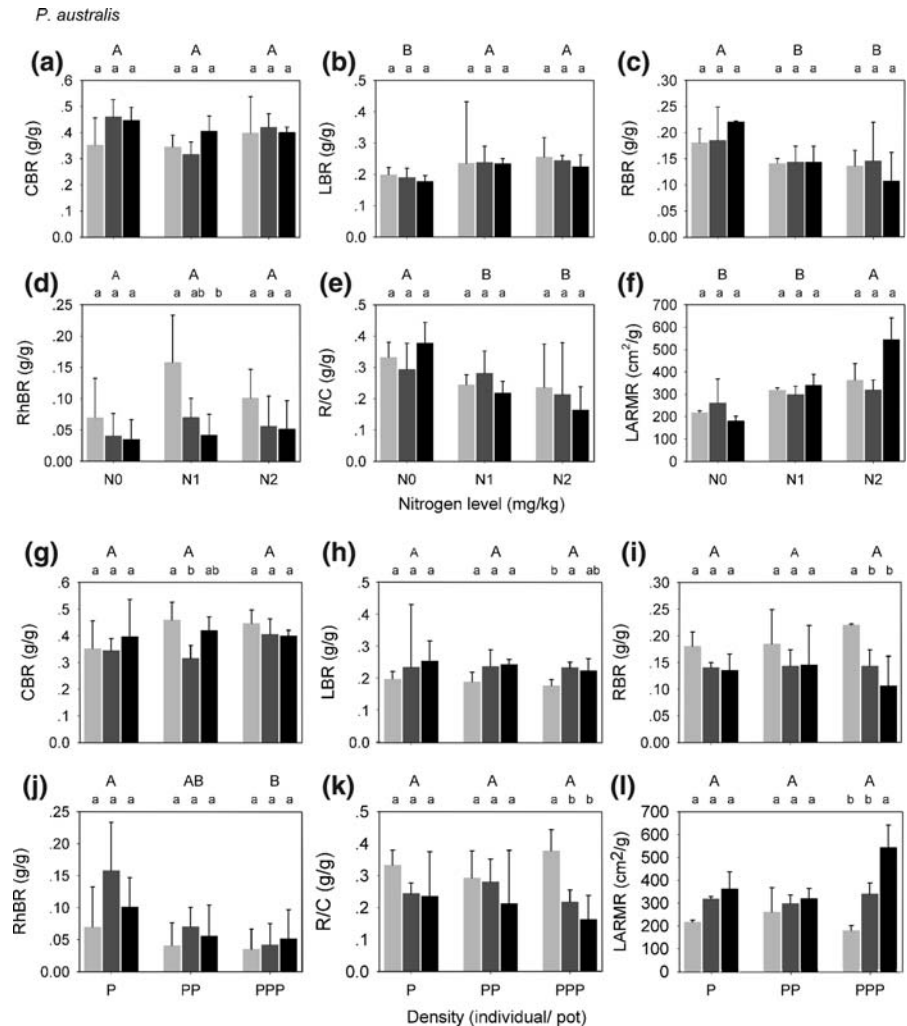 P. australis
A A A
(a) a a a a a a a a a
.6
.5
.4
.3
.2
.1
0.0
CBR (g/g)
B A A
(b) a a a a a a a a a
.6
.5
.4
.3
.2
.1
0.0
LBR (g/g)
A B B
(c) a a a a a a a a a
.30
.25
.20
.15
.10
.05
0.00
RBR (g/g)
A A A
(d) a a a a ab b a a a
.25
.20
.15
.10
.05
0.00
RhBR (g/g)
N0 N1 N2
A B B
(e) a a a a a a a a a
.5
.4
.3
.2
.1
0.0
R/C (g/g)
N0 N1 N2
B B A
(f) a a a a a a a a a
700
600
500
400
300
200
100
0
LARMR (cm²/g)
N0 N1 N2
Nitrogen level (mg/kg)
A A A
(g) a a a a b ab a a a
.6
.5
.4
.3
.2
.1
0.0
CBR (g/g)
A A A
(h) a a a a a a b a ab
.5
.4
.3
.2
.1
0.0
LBR (g/g)
A A A
(i) a a a a a a a b b
.30
.25
.20
.15
.10
.05
0.00
RBR (g/g)
A AB B
(j) a a a a a a a a a
.25
.20
.15
.10
.05
0.00
RhBR (g/g)
P PP PPP
A A A
(k) a a a a a a a b b
.5
.4
.3
.2
.1
0.0
R/C (g/g)
P PP PPP
A A A
(l) a a a a a a b b a
700
600
500
400
300
200
100
0
LARMR (cm2/g)
P PP PPP
Density (individual/ pot)